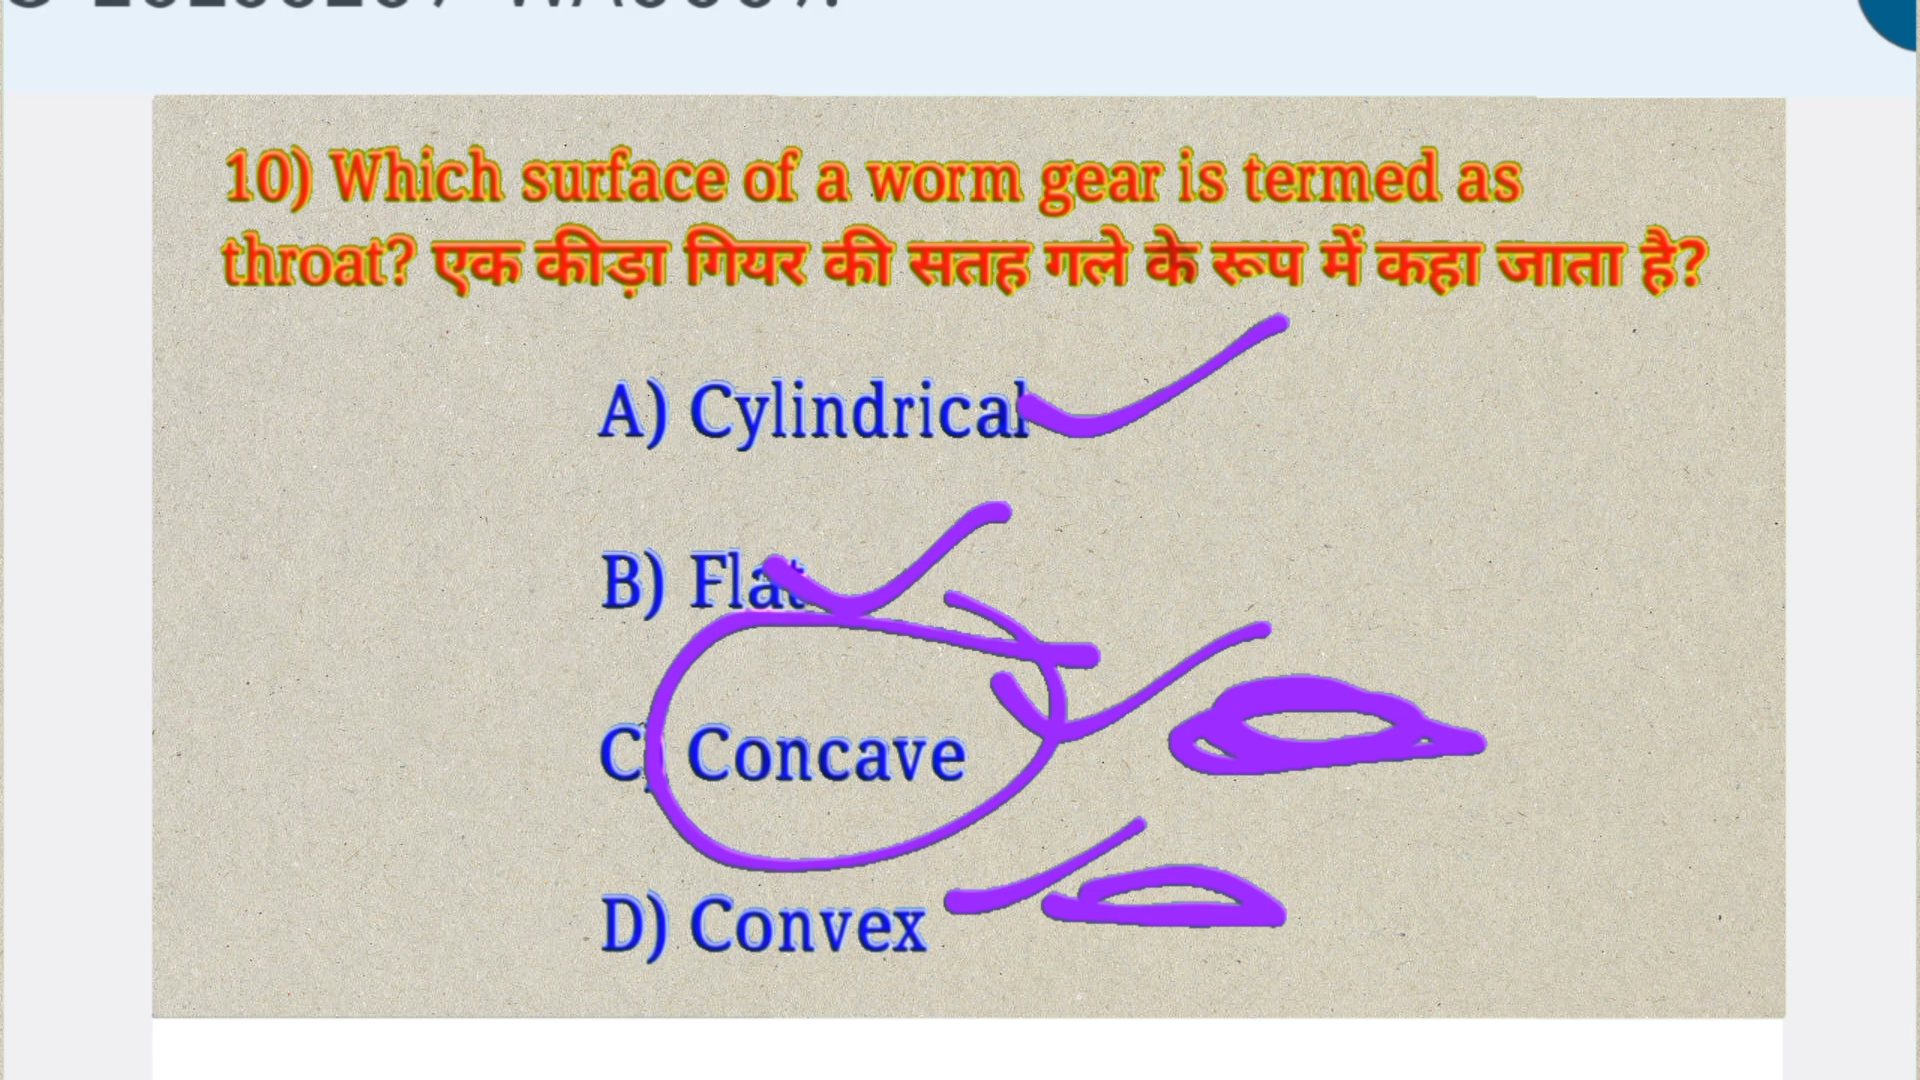 10) Which surface of a worm gear is termed as
throat? एक कीड़ा गियर की सतह गले के रूप में कहा जाता है?
A) Cylindrical
B) Flat
C) Concave
D) Convex